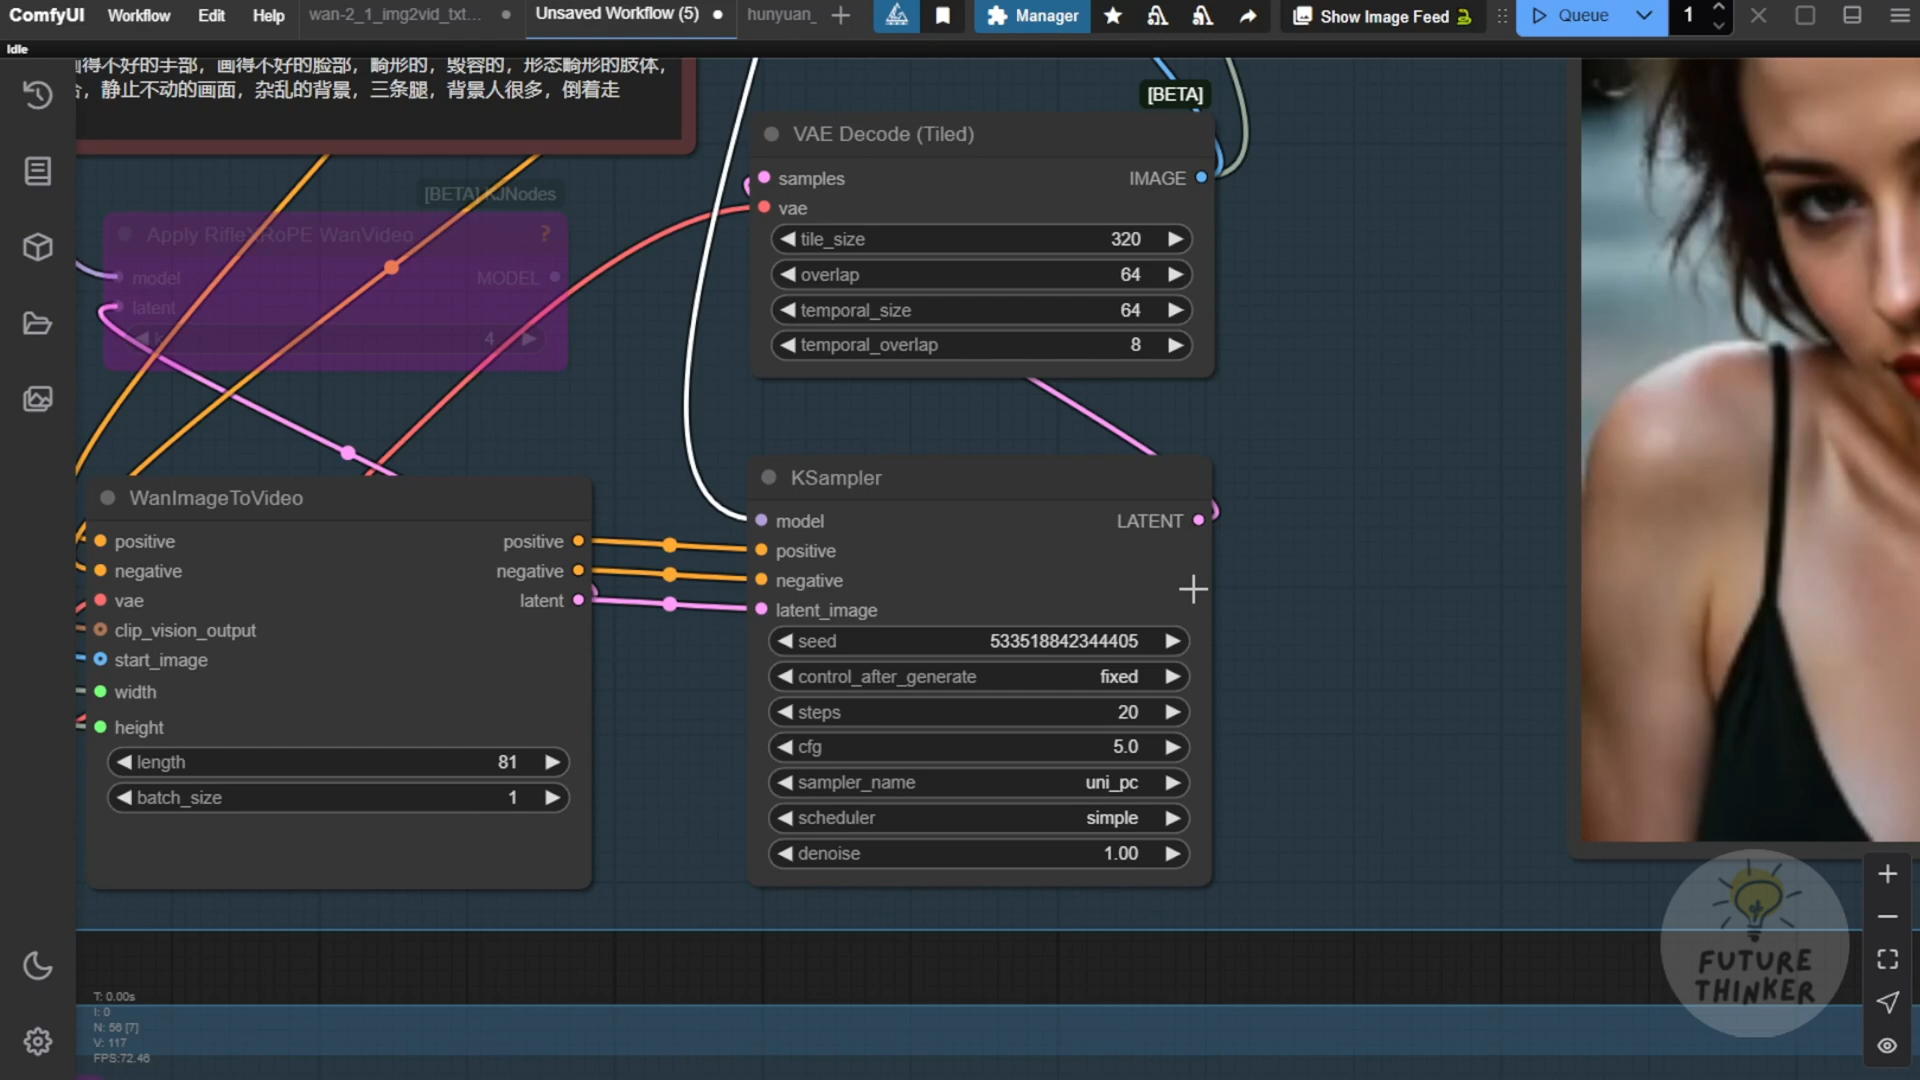 ComfyUI Workflow Edit Help wan-2_1_img2vid_txt... Unsaved Workflow (5) hunyuan_ Manager Show Image Feed Queue 1
Idle
得不好的手部，画得不好的脸部，畸形的，毁容的，形态畸形的肢体，
，静止不动的画面，杂乱的背景，三条腿，背景人很多，倒着走
[BETA] KJNodes
Apply RifleXRoPE WanVideo ?
model MODEL
latent
k 4
[BETA]
VAE Decode (Tiled)
samples IMAGE
vae
tile_size 320
overlap 64
temporal_size 64
temporal_overlap 8
WanImageToVideo
positive positive
negative negative
vae latent
clip_vision_output
start_image
width
height
length 81
batch_size 1
KSampler
model LATENT
positive
negative
latent_image
seed 533518842344405
control_after_generate fixed
steps 20
cfg 5.0
sampler_name uni_pc
scheduler simple
denoise 1.00
FUTURE
THINKER
T: 0.00s
I: 0
N: 56 [7]
V: 117
FPS:72.46